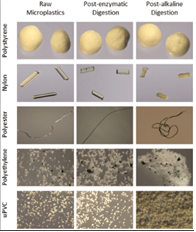 Raw
Microplastics
Post-enzymatic
Digestion
Post-alkaline
Digestion
Polystyrene
Nylon
Polyester
Polyethylene
uPVC